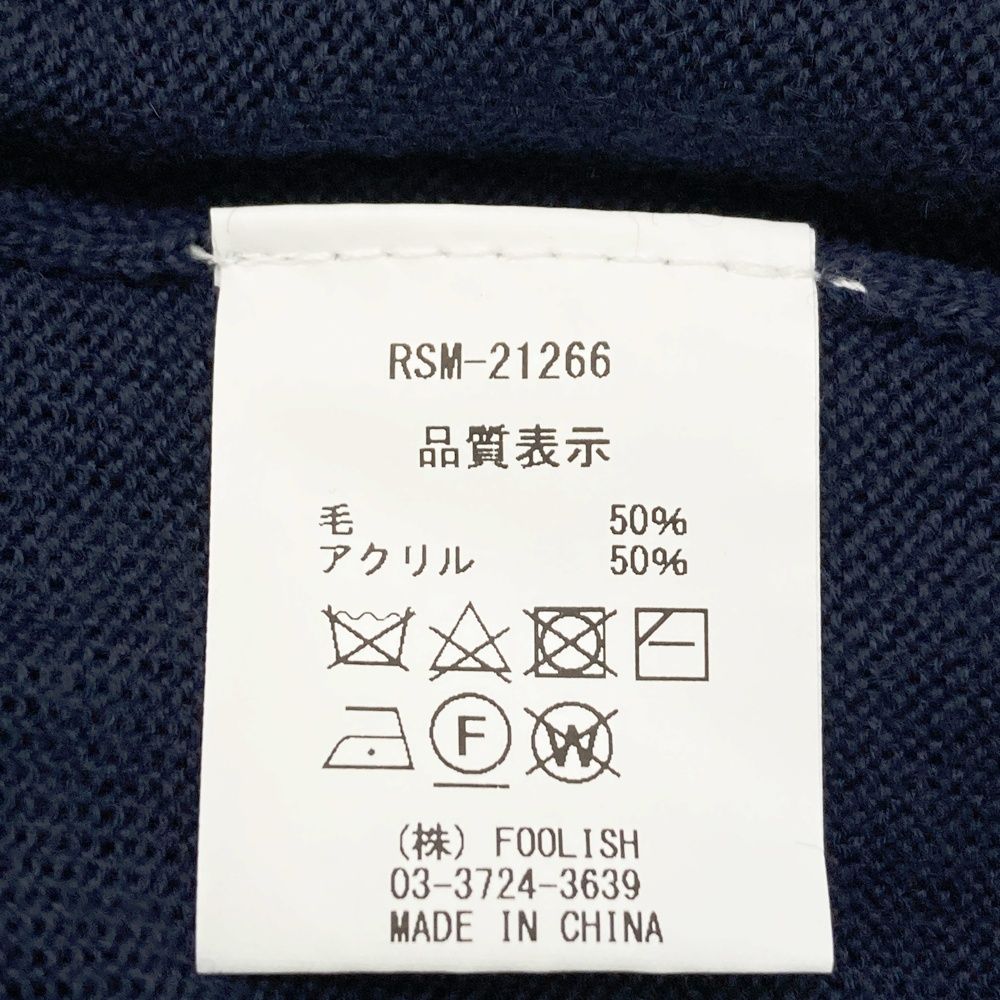 RSM-21266
品質表示
毛 50%
アクリル 50%
F W
(株) FOOLISH
03-3724-3639
MADE IN CHINA